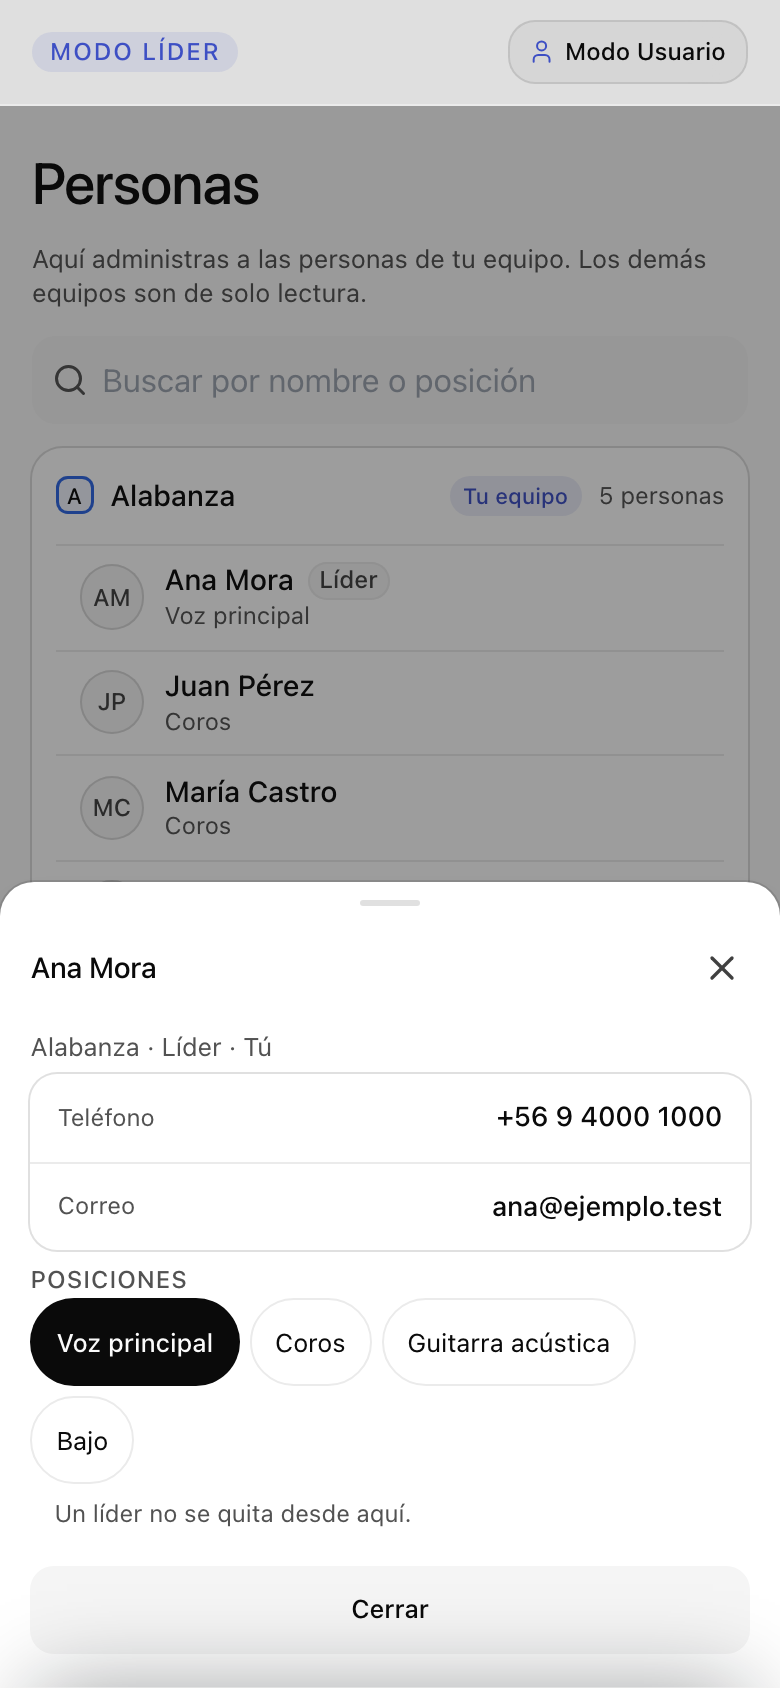 MODO LÍDER
Modo Usuario
Personas
Aquí administras a las personas de tu equipo. Los demás
equipos son de solo lectura.
Buscar por nombre o posición
A Alabanza Tu equipo 5 personas
AM Ana Mora Líder
Voz principal
JP Juan Pérez
Coros
MC María Castro
Coros
Ana Mora
Alabanza · Líder · Tú
Teléfono +56 9 4000 1000
Correo ana@ejemplo.test
POSICIONES
Voz principal Coros Guitarra acústica
Bajo
Un líder no se quita desde aquí.
Cerrar